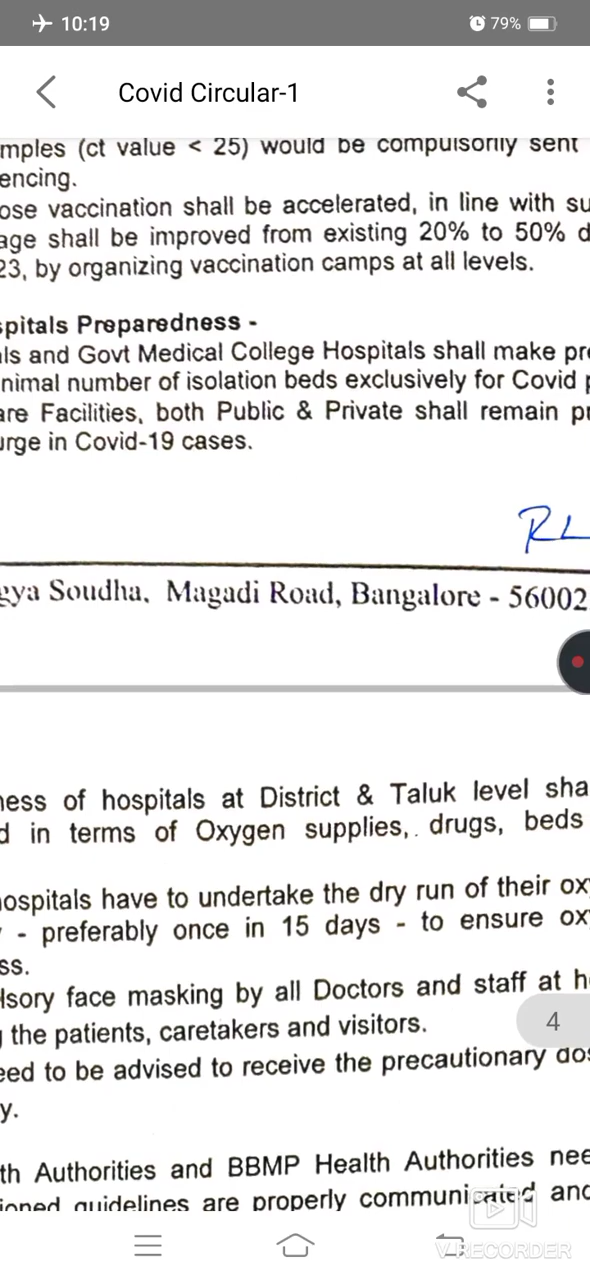 10:19
79%
Covid Circular-1
mples (ct value < 25) would be compulsorily sent
encing.
ose vaccination shall be accelerated, in line with su
age shall be improved from existing 20% to 50% d
23, by organizing vaccination camps at all levels.
spitals Preparedness -
ls and Govt Medical College Hospitals shall make pre
nimal number of isolation beds exclusively for Covid p
are Facilities, both Public & Private shall remain pr
urge in Covid-19 cases.
RL
gya Soudha, Magadi Road, Bangalore - 56002
ness of hospitals at District & Taluk level sha
d in terms of Oxygen supplies, drugs, beds
hospitals have to undertake the dry run of their oxy
- preferably once in 15 days - to ensure oxy
ss.
lsory face masking by all Doctors and staff at h
g the patients, caretakers and visitors.
4
eed to be advised to receive the precautionary dos
y.
th Authorities and BBMP Health Authorities nee
ioned guidelines are properly communicated and
V RECORDER